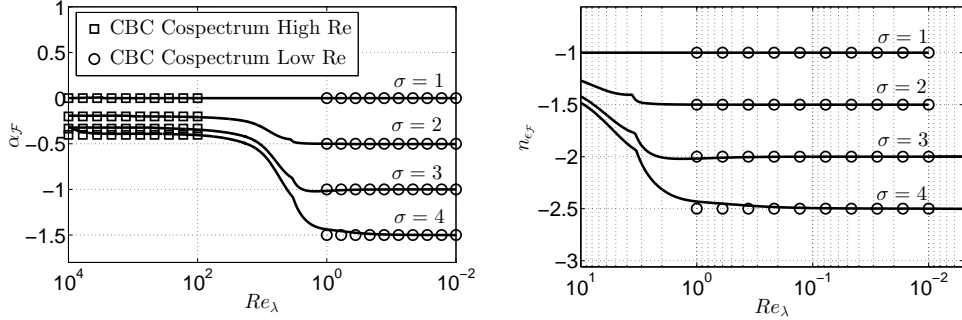 1
0.5
0
−0.5
−1
−1.5
α_𝓕
CBC Cospectrum High Re
CBC Cospectrum Low Re
σ = 1
σ = 2
σ = 3
σ = 4
10^4
10^2
10^0
10^−2
Re_λ
−1
−1.5
−2
−2.5
−3
n_{ϵ_𝓕}
σ = 1
σ = 2
σ = 3
σ = 4
10^1
10^0
10^−1
10^−2
Re_λ